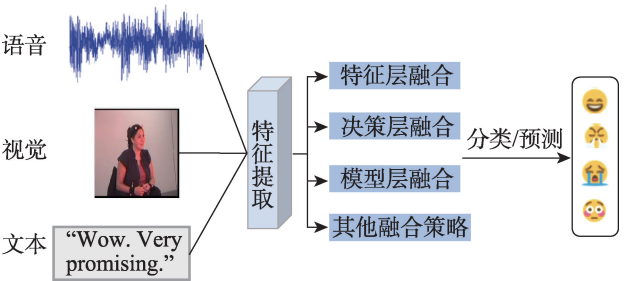 语音
视觉
文本
“Wow. Very
promising.”
特征提取
特征层融合
决策层融合
模型层融合
其他融合策略
分类/预测